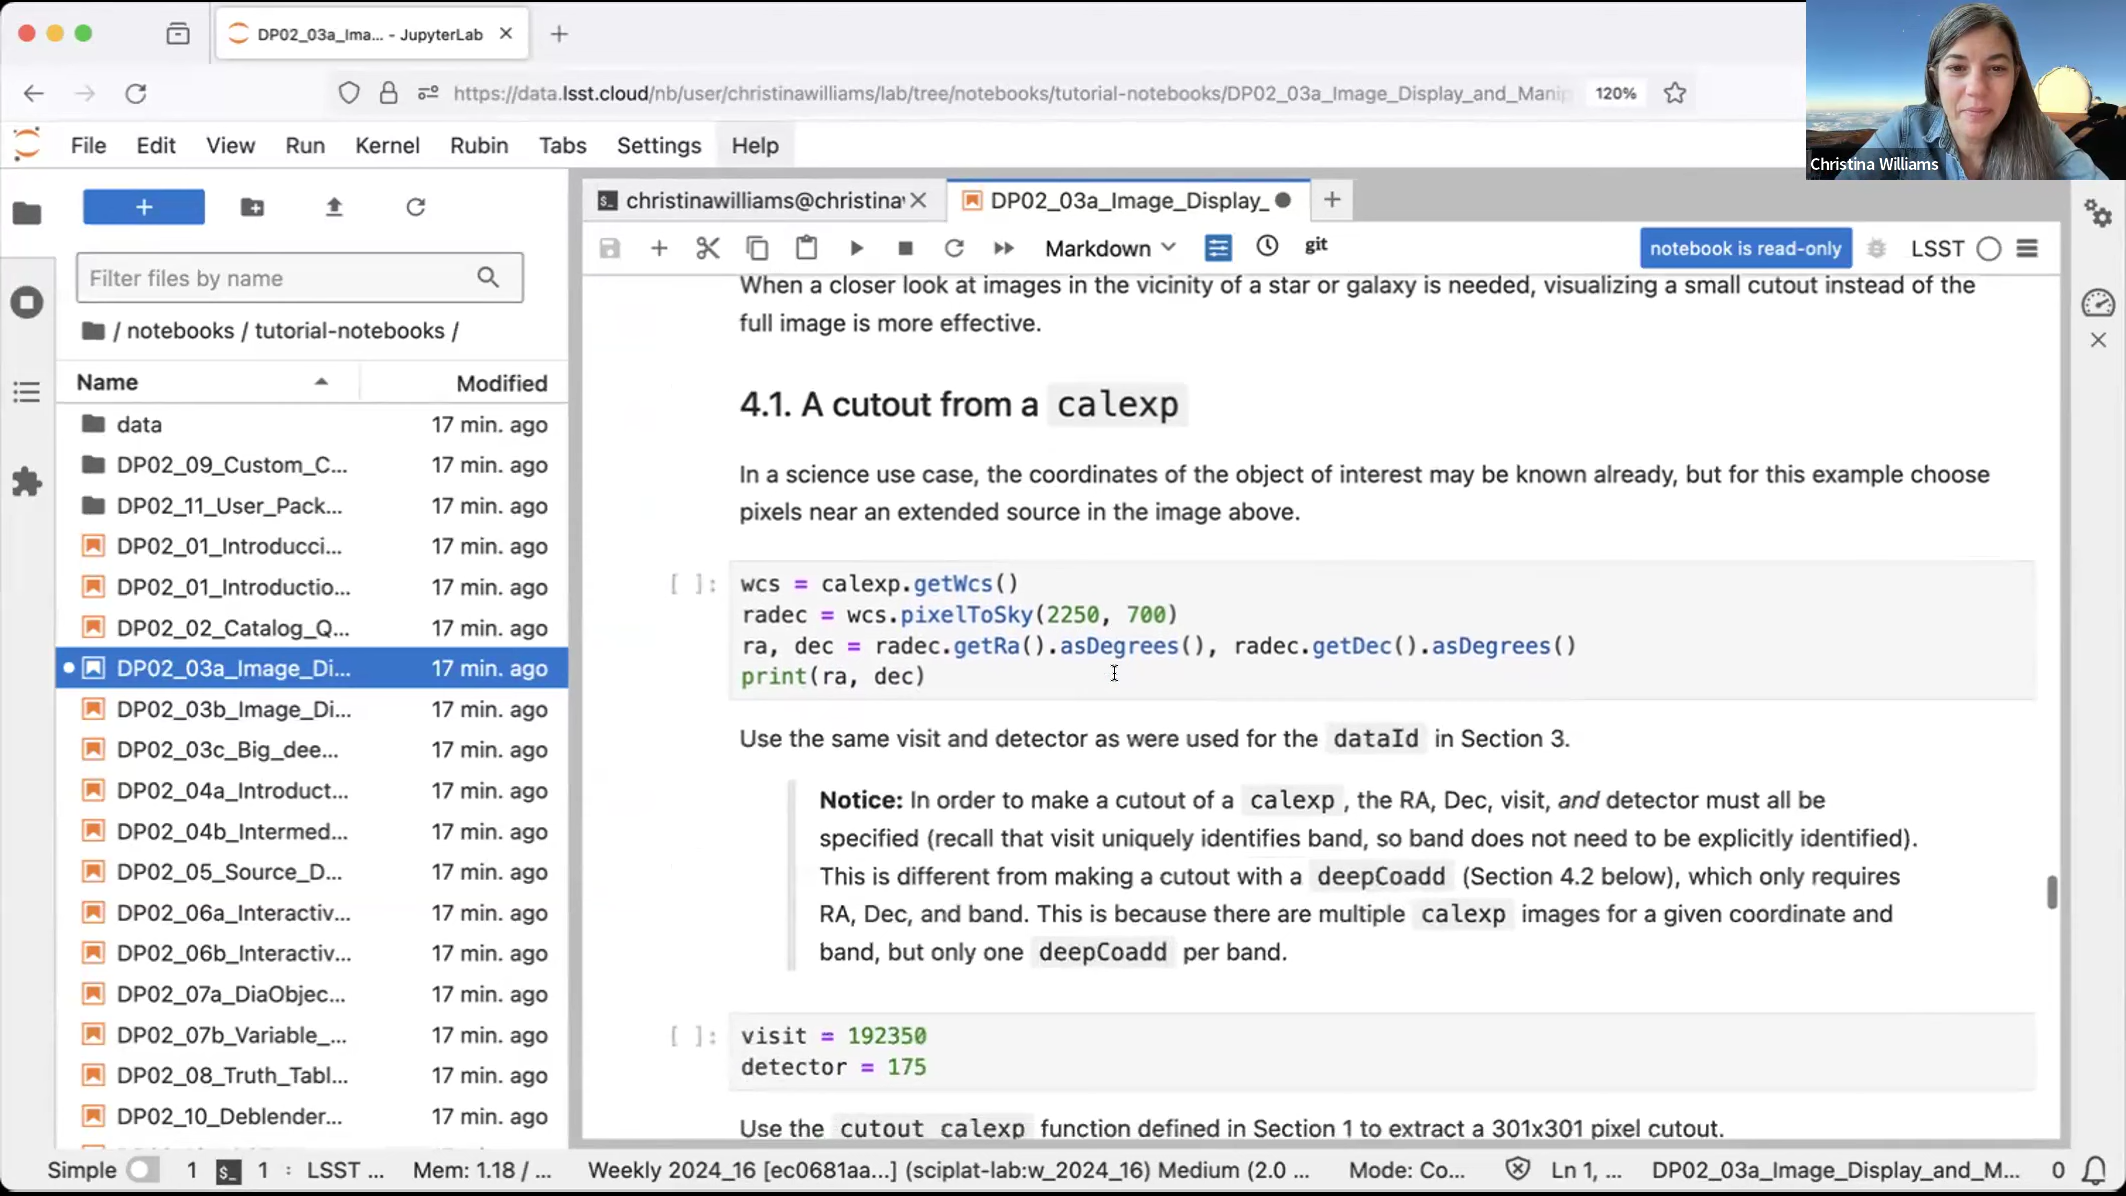 DP02_03a_Ima... - JupyterLab
https://data.lsst.cloud/nb/user/christinawilliams/lab/tree/notebooks/tutorial-notebooks/DP02_03a_Image_Display_and_Manip
120%
Christina Williams
File Edit View Run Kernel Rubin Tabs Settings Help
christinawilliams@christina
DP02_03a_Image_Display_
Filter files by name
Markdown
git
notebook is read-only
LSST
/ notebooks / tutorial-notebooks /
Name Modified
data 17 min. ago
DP02_09_Custom_C... 17 min. ago
DP02_11_User_Pack... 17 min. ago
DP02_01_Introducci... 17 min. ago
DP02_01_Introductio... 17 min. ago
DP02_02_Catalog_Q... 17 min. ago
DP02_03a_Image_Di... 17 min. ago
DP02_03b_Image_Di... 17 min. ago
DP02_03c_Big_dee... 17 min. ago
DP02_04a_Introduct... 17 min. ago
DP02_04b_Intermed... 17 min. ago
DP02_05_Source_D... 17 min. ago
DP02_06a_Interactiv... 17 min. ago
DP02_06b_Interactiv... 17 min. ago
DP02_07a_DiaObjec... 17 min. ago
DP02_07b_Variable_... 17 min. ago
DP02_08_Truth_Tabl... 17 min. ago
DP02_10_Deblender... 17 min. ago
When a closer look at images in the vicinity of a star or galaxy is needed, visualizing a small cutout instead of the
full image is more effective.
4.1. A cutout from a calexp
In a science use case, the coordinates of the object of interest may be known already, but for this example choose
pixels near an extended source in the image above.
[ ]: wcs = calexp.getWcs()
radec = wcs.pixelToSky(2250, 700)
ra, dec = radec.getRa().asDegrees(), radec.getDec().asDegrees()
print(ra, dec)
Use the same visit and detector as were used for the dataId in Section 3.
Notice: In order to make a cutout of a calexp , the RA, Dec, visit, and detector must all be
specified (recall that visit uniquely identifies band, so band does not need to be explicitly identified).
This is different from making a cutout with a deepCoadd (Section 4.2 below), which only requires
RA, Dec, and band. This is because there are multiple calexp images for a given coordinate and
band, but only one deepCoadd per band.
[ ]: visit = 192350
detector = 175
Use the cutout_calexp function defined in Section 1 to extract a 301x301 pixel cutout.
Simple 1 1 : LSST ... Mem: 1.18 / ... Weekly 2024_16 [ec0681aa...] (sciplat-lab:w_2024_16) Medium (2.0 ... Mode: Co... Ln 1, ... DP02_03a_Image_Display_and_M... 0